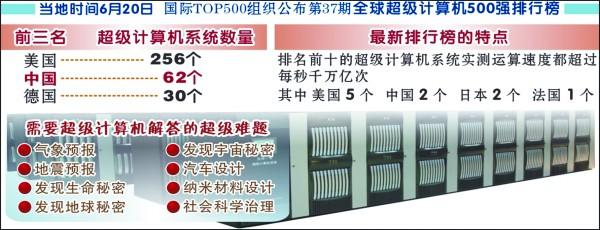 当地时间6月20日 国际TOP500组织公布第37期全球超级计算机500强排行榜
前三名 超级计算机系统数量
美国 256个
中国 62个
德国 30个
最新排行榜的特点
排名前十的超级计算机系统实测运算速度都超过
每秒千万亿次
其中 美国5个 中国2个 日本2个 法国1个
需要超级计算机解答的超级难题
气象预报
地震预报
发现生命秘密
发现地球秘密
发现宇宙秘密
汽车设计
纳米材料设计
社会科学治理